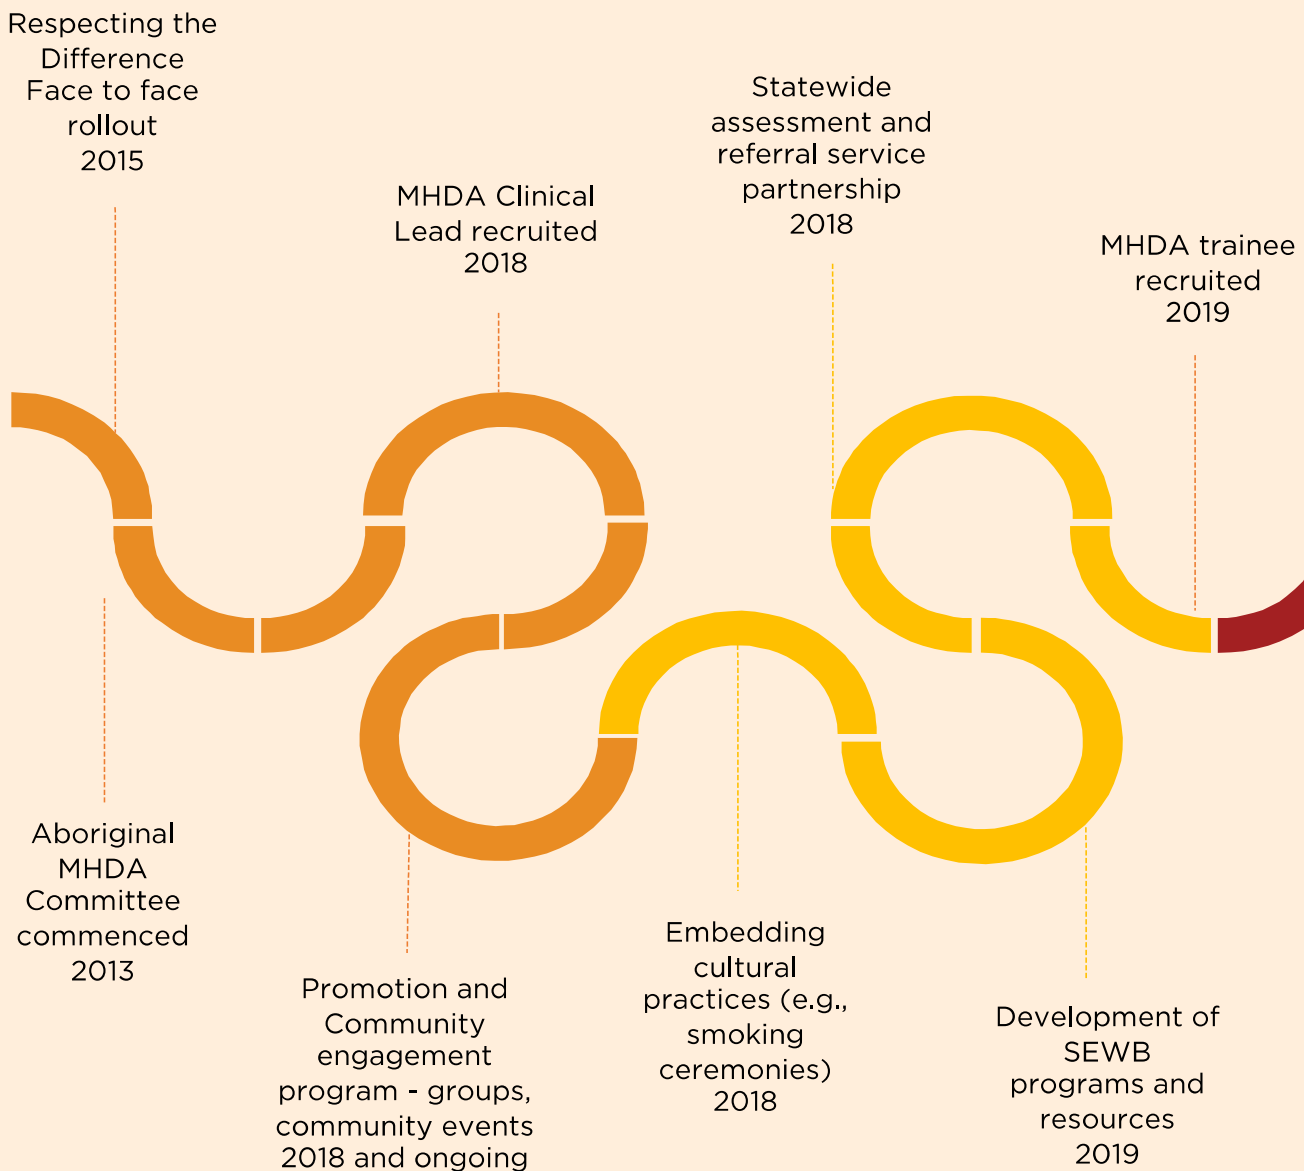 Respecting the
Difference
Face to face
rollout
2015
MHDA Clinical
Lead recruited
2018
Statewide
assessment and
referral service
partnership
2018
MHDA trainee
recruited
2019
Aboriginal
MHDA
Committee
commenced
2013
Promotion and
Community
engagement
program - groups,
community events
2018 and ongoing
Embedding
cultural
practices (e.g.,
smoking
ceremonies)
2018
Development of
SEWB
programs and
resources
2019